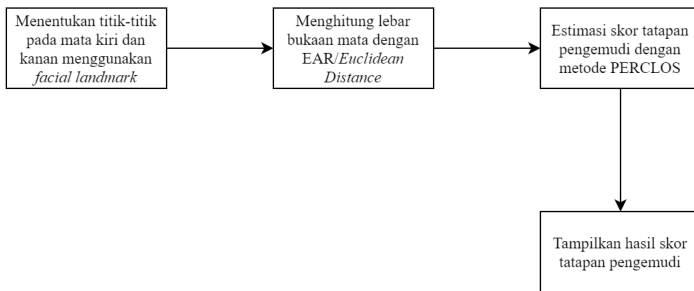 Menentukan titik-titik
pada mata kiri dan
kanan menggunakan
facial landmark
Menghitung lebar
bukaan mata dengan
EAR/Euclidean
Distance
Estimasi skor tatapan
pengemudi dengan
metode PERCLOS
Tampilkan hasil skor
tatapan pengemudi